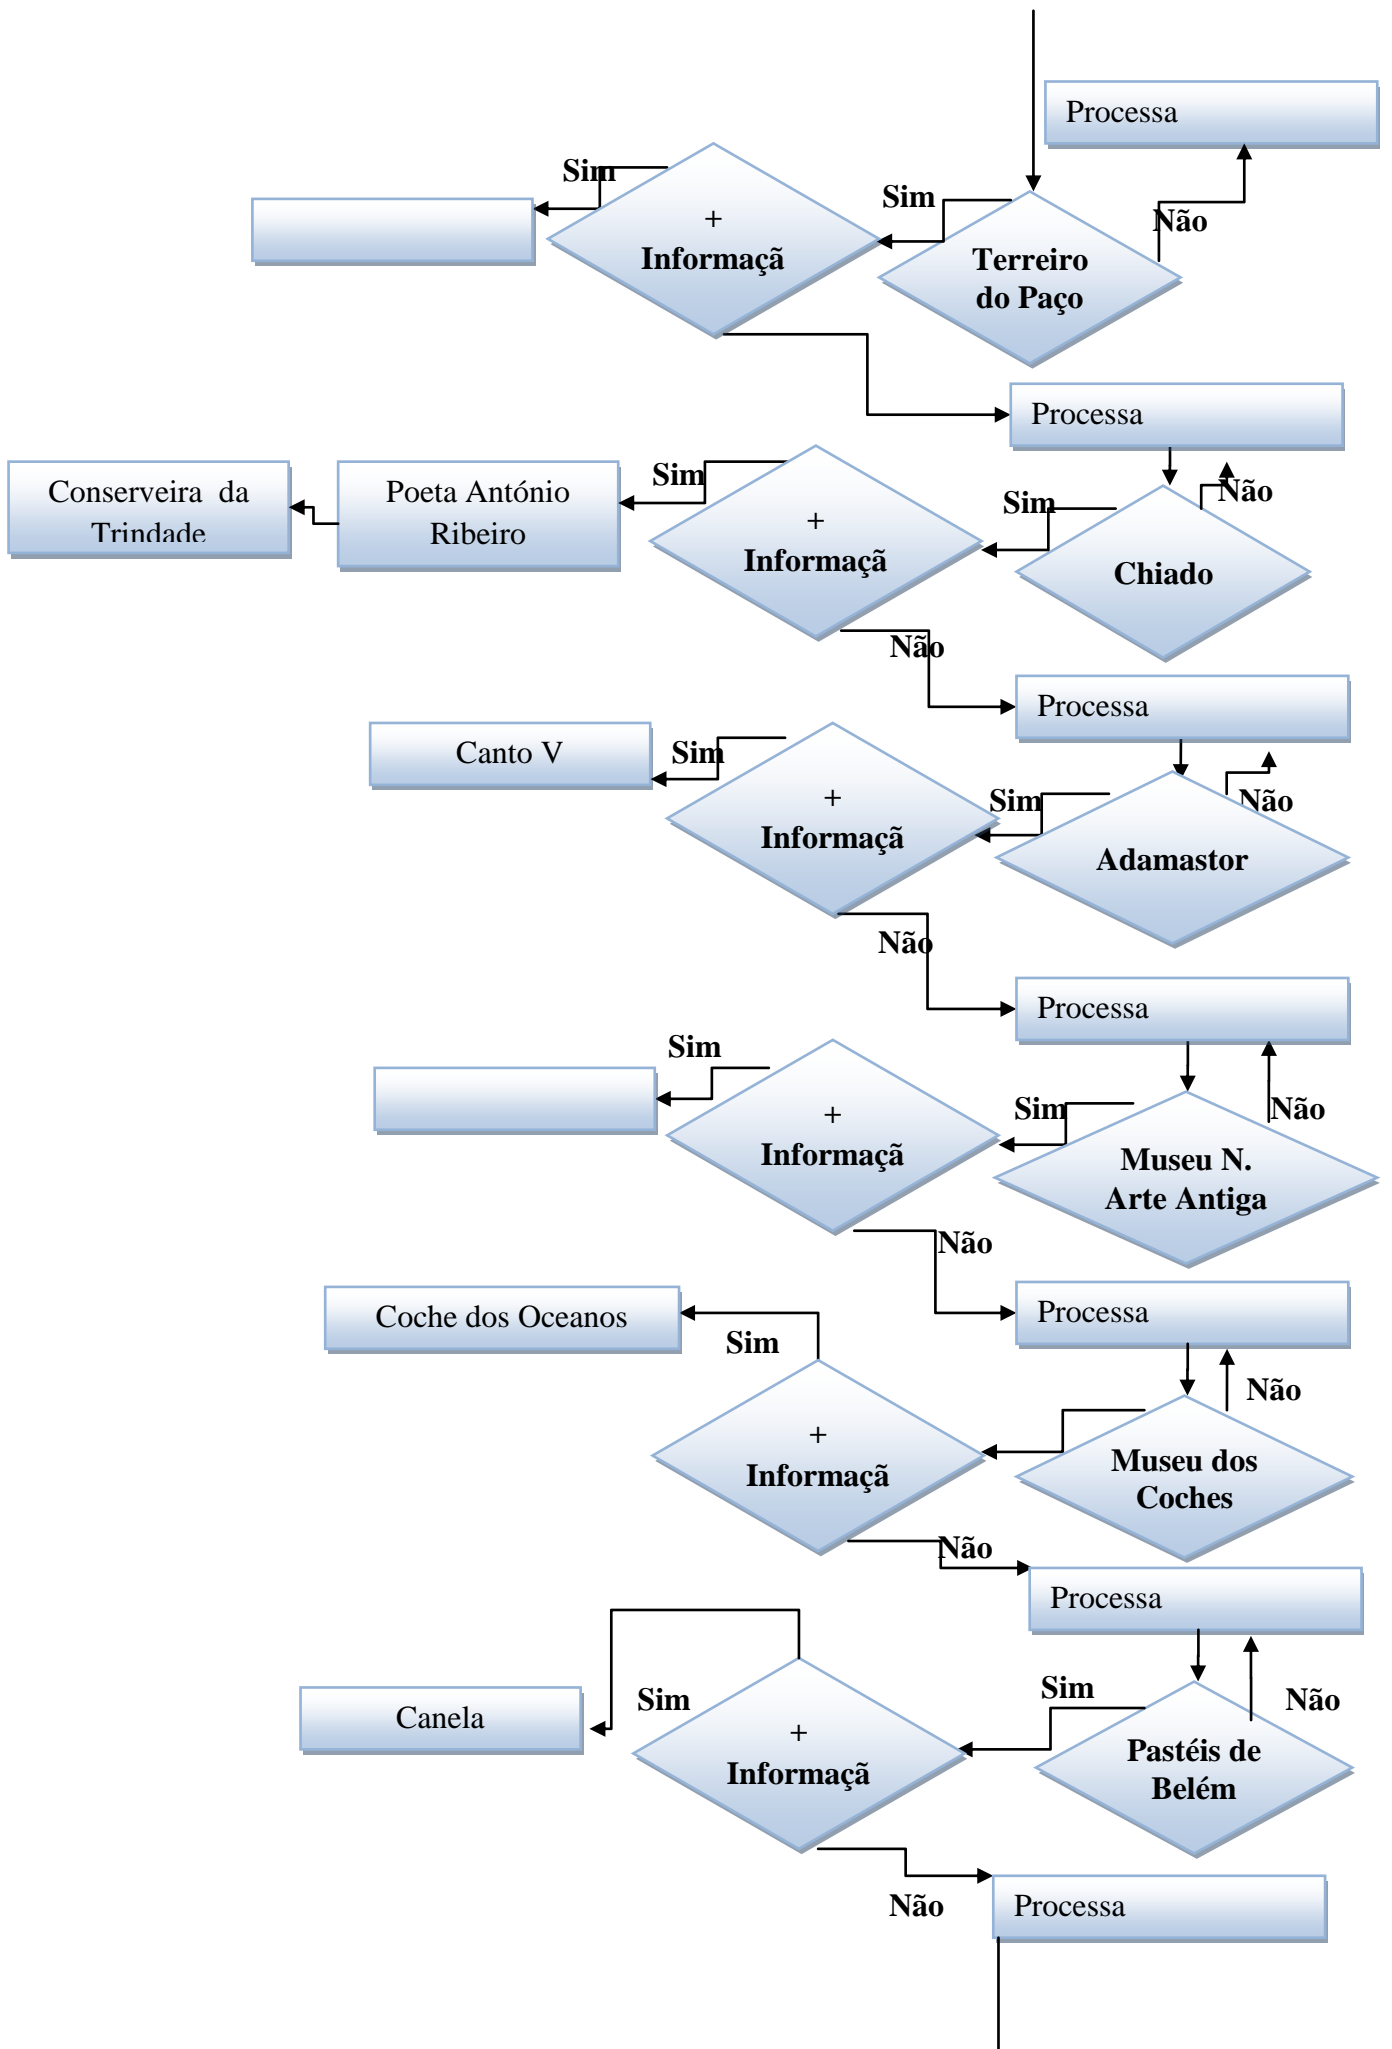 Processa
Sim
Sim
Não
+
Informaçã
Terreiro
do Paço
Processa
Conserveira da
Trindade
Poeta António
Ribeiro
Sim
+
Informaçã
Sim
Não
Chiado
Não
Processa
Canto V
Sim
+
Informaçã
Sim
Não
Adamastor
Não
Processa
Sim
+
Informaçã
Sim
Não
Museu N.
Arte Antiga
Não
Processa
Coche dos Oceanos
Sim
+
Informaçã
Não
Museu dos
Coches
Não
Processa
Canela
Sim
+
Informaçã
Sim
Não
Pastéis de
Belém
Não
Processa